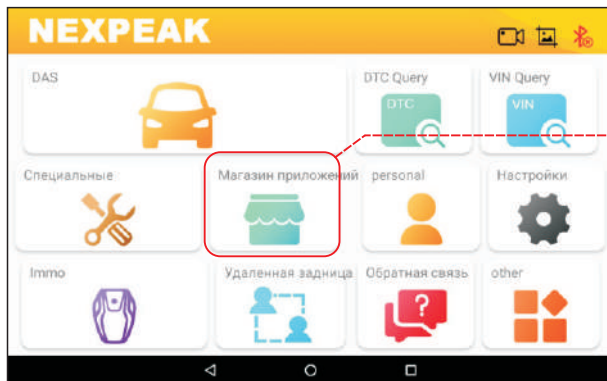 NEXPEAK
DAS
DTC Query
VIN Query
DTC
VIN
Специальные
Магазин приложений
personal
Настройки
Immo
Удаленная задница
Обратная связь
other